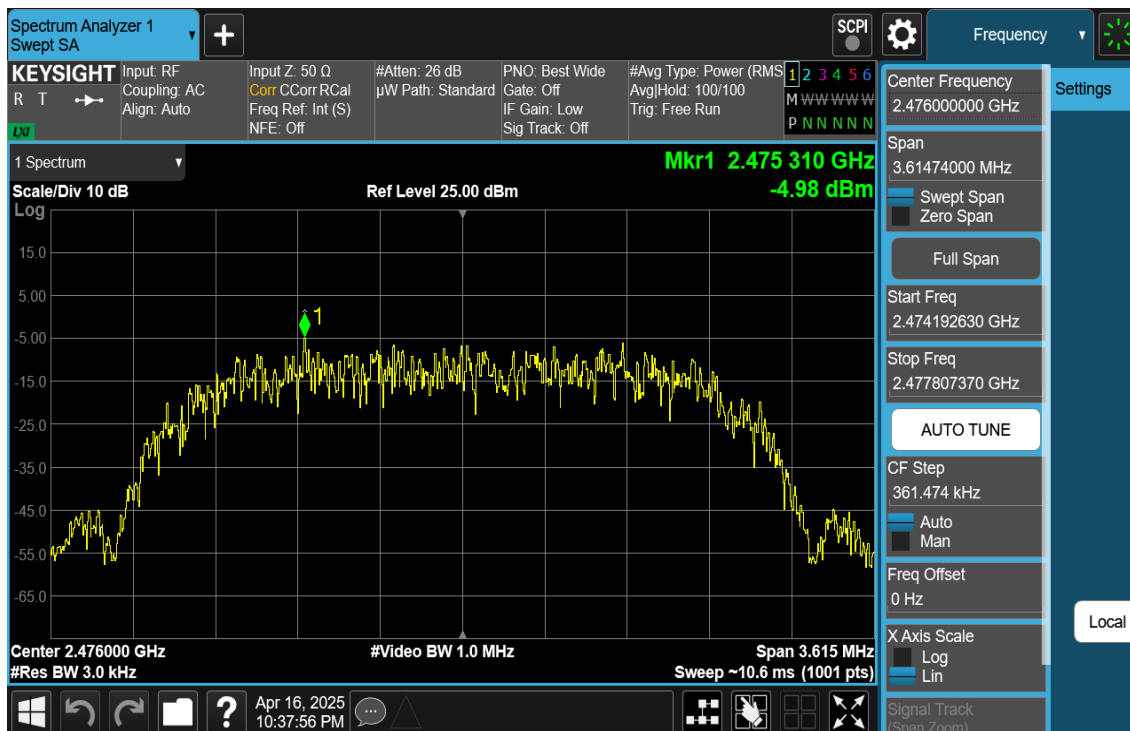 Spectrum Analyzer 1
Swept SA
+
SCPI
Frequency
KEYSIGHT
R T
LXI
Input: RF
Coupling: AC
Align: Auto
Input Z: 50 Ω
Corr CCorr RCal
Freq Ref: Int (S)
NFE: Off
#Atten: 26 dB
µW Path: Standard
PNO: Best Wide
Gate: Off
IF Gain: Low
Sig Track: Off
#Avg Type: Power (RMS
Avg|Hold: 100/100
Trig: Free Run
1 2 3 4 5 6
M W W W W W
P N N N N N
1 Spectrum
Mkr1 2.475 310 GHz
Scale/Div 10 dB
Ref Level 25.00 dBm
-4.98 dBm
Log
15.0
5.00
-5.00
-15.0
-25.0
-35.0
-45.0
-55.0
-65.0
1
Center 2.476000 GHz
#Video BW 1.0 MHz
Span 3.615 MHz
#Res BW 3.0 kHz
Sweep ~10.6 ms (1001 pts)
?
Apr 16, 2025
10:37:56 PM
Center Frequency
2.476000000 GHz
Span
3.61474000 MHz
Swept Span
Zero Span
Full Span
Start Freq
2.474192630 GHz
Stop Freq
2.477807370 GHz
AUTO TUNE
CF Step
361.474 kHz
Auto
Man
Freq Offset
0 Hz
X Axis Scale
Log
Lin
Signal Track
(Span Zoom)
Settings
Local